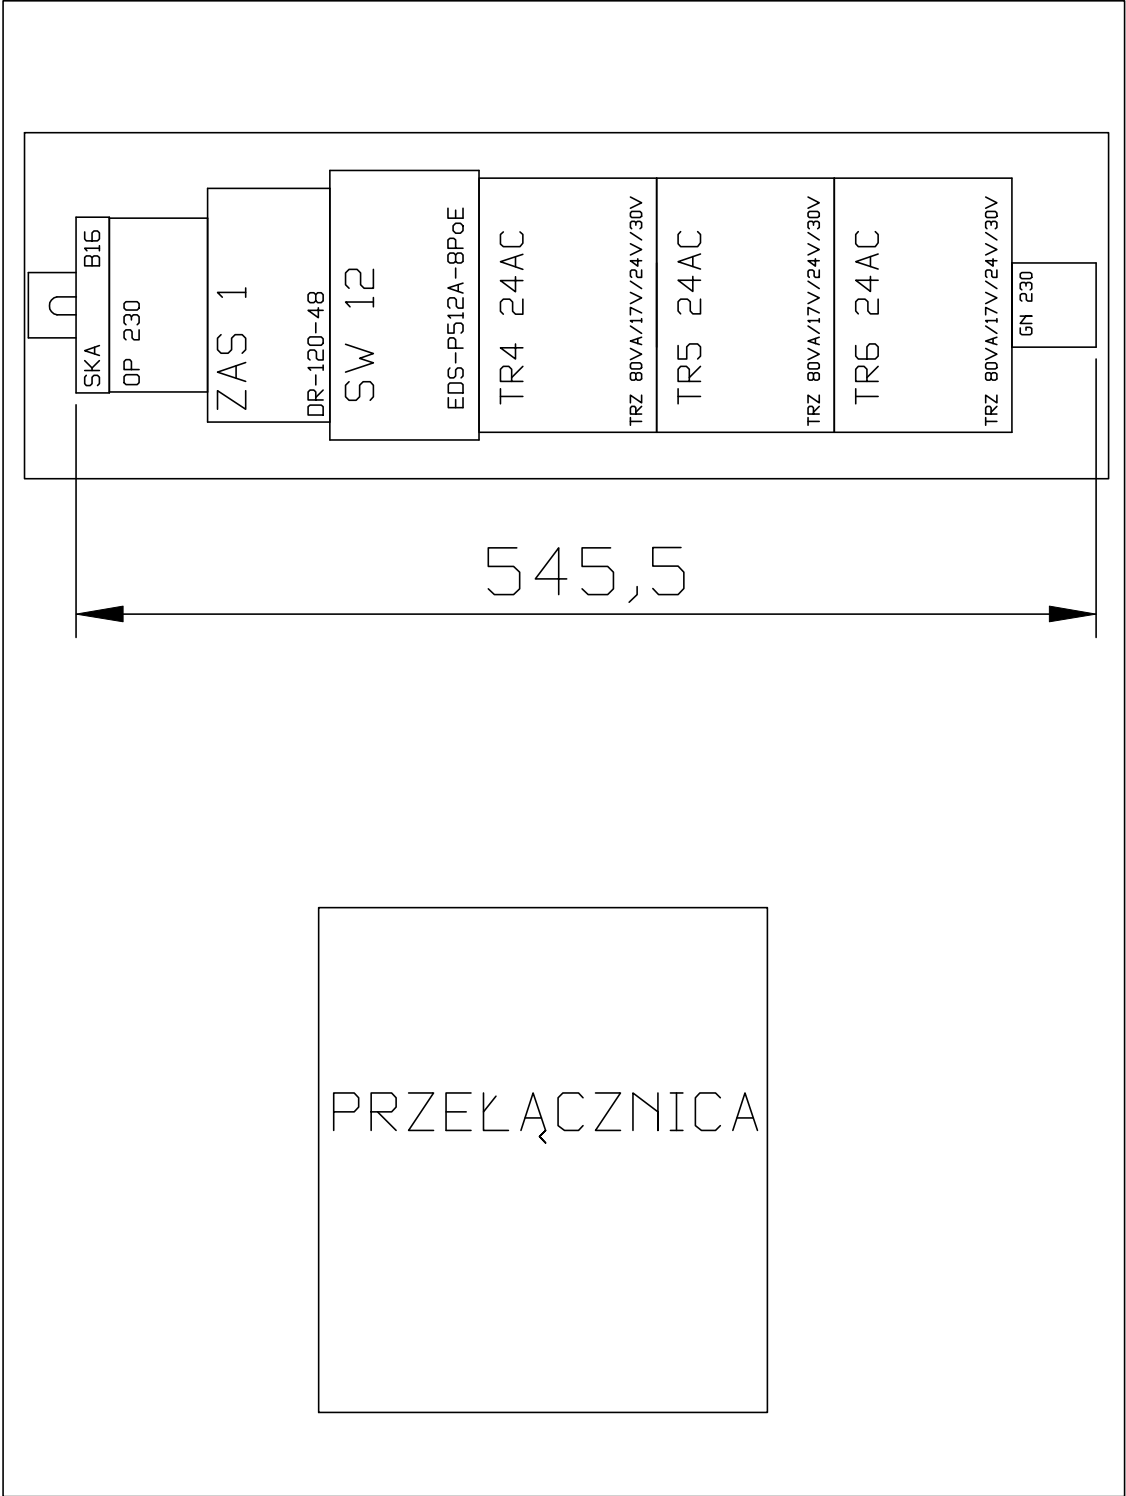 SKA B16
OP 230
ZAS 1
DR-120-48
SW 12
EDS-P512A-8PoE
TR4 24AC
TRZ 80VA/17V/24V/30V
TR5 24AC
TRZ 80VA/17V/24V/30V
TR6 24AC
TRZ 80VA/17V/24V/30V
GN 230
545,5
PRZEŁĄCZNICA